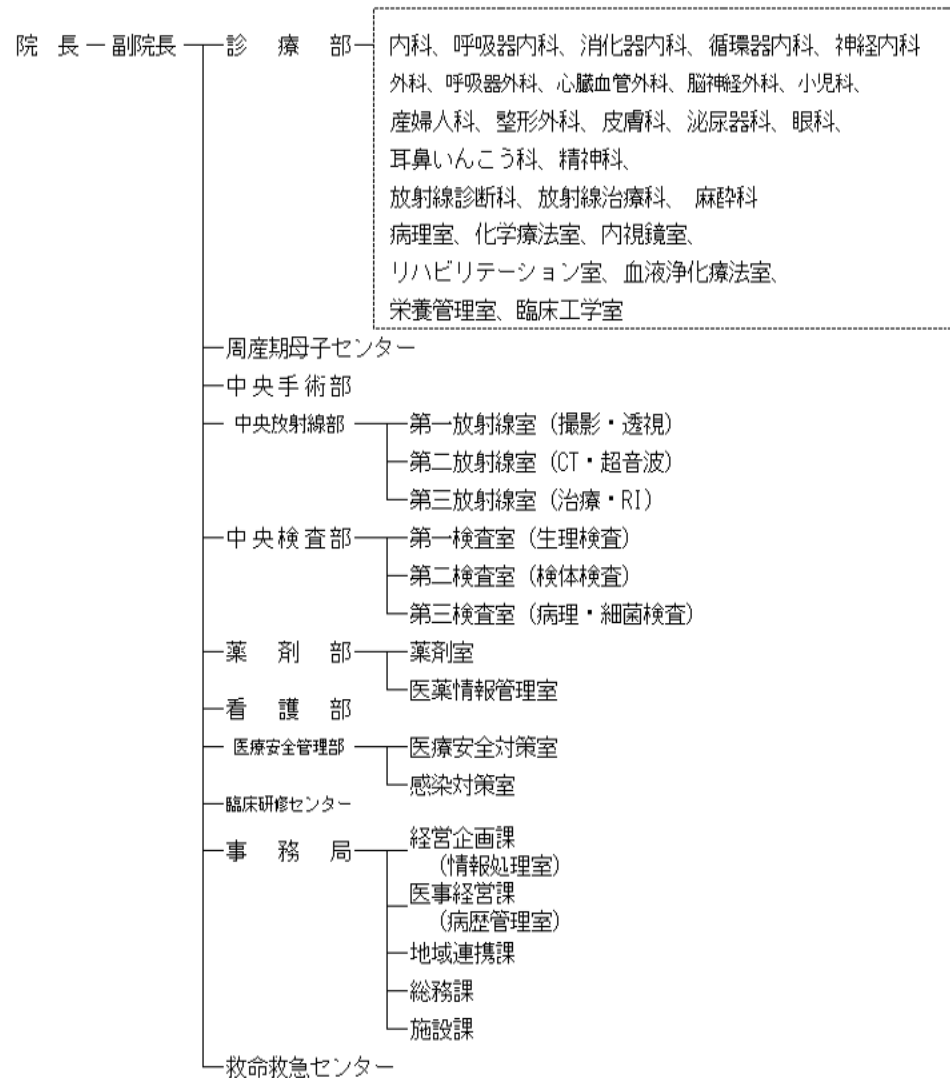 院長ー副院長 診療部 内科、呼吸器内科、消化器内科、循環器内科、神経内科
外科、呼吸器外科、心臓血管外科、脳神経外科、小児科、
産婦人科、整形外科、皮膚科、泌尿器科、眼科、
耳鼻いんこう科、精神科、
放射線診断科、放射線治療科、麻酔科
病理室、化学療法室、内視鏡室、
リハビリテーション室、血液浄化療法室、
栄養管理室、臨床工学室
周産期母子センター
中央手術部
中央放射線部 第一放射線室（撮影・透視）
第二放射線室（CT・超音波）
第三放射線室（治療・RI）
中央検査部 第一検査室（生理検査）
第二検査室（検体検査）
第三検査室（病理・細菌検査）
薬剤部 薬剤室
医薬情報管理室
看護部
医療安全管理部 医療安全対策室
感染対策室
臨床研修センター
事務局 経営企画課
（情報処理室）
医事経営課
（病歴管理室）
地域連携課
総務課
施設課
救命救急センター